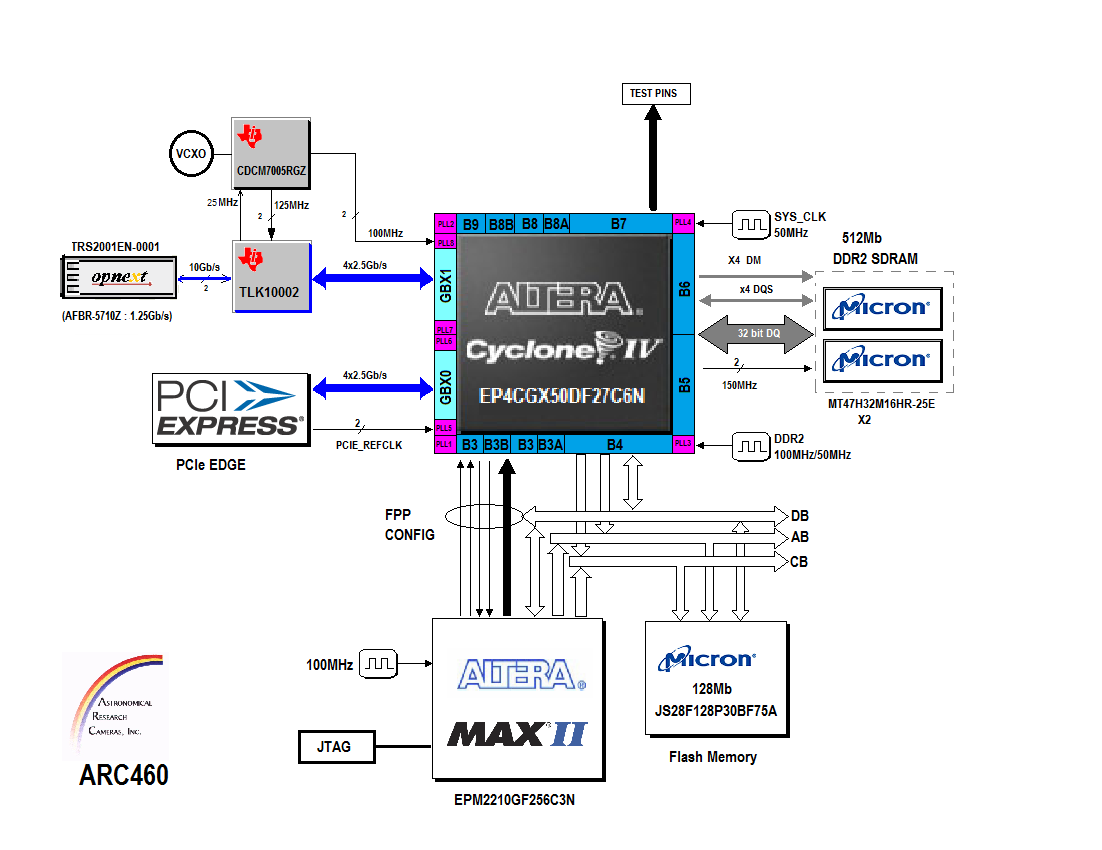 TEST PINS
VCXO
CDCM7005RGZ
25MHz
2
125MHz
2
100MHz
TRS2001EN-0001
opnext
(AFBR-5710Z : 1.25Gb/s)
10Gb/s
2
TLK10002
4x2.5Gb/s
PLL2
B9
B8B
B8
B8A
B7
PLL4
SYS_CLK
50MHz
PLL8
GBX1
PLL7
PLL6
GBX0
PLL5
PLL1
ALTERA.
Cyclone IV
EP4CGX50DF27C6N
B6
B5
X4 DM
x4 DQS
32 bit DQ
2
150MHz
512Mb
DDR2 SDRAM
Micron
Micron
MT47H32M16HR-25E
X2
4x2.5Gb/s
PCI
EXPRESS®
PCIe EDGE
2
PCIE_REFCLK
B3
B3B
B3
B3A
B4
PLL3
DDR2
100MHz/50MHz
FPP
CONFIG
DB
AB
CB
100MHz
JTAG
ALTERA®
MAX® II
EPM2210GF256C3N
Micron
128Mb
JS28F128P30BF75A
Flash Memory
ASTRONOMICAL
RESEARCH
CAMERAS, INC.
ARC460